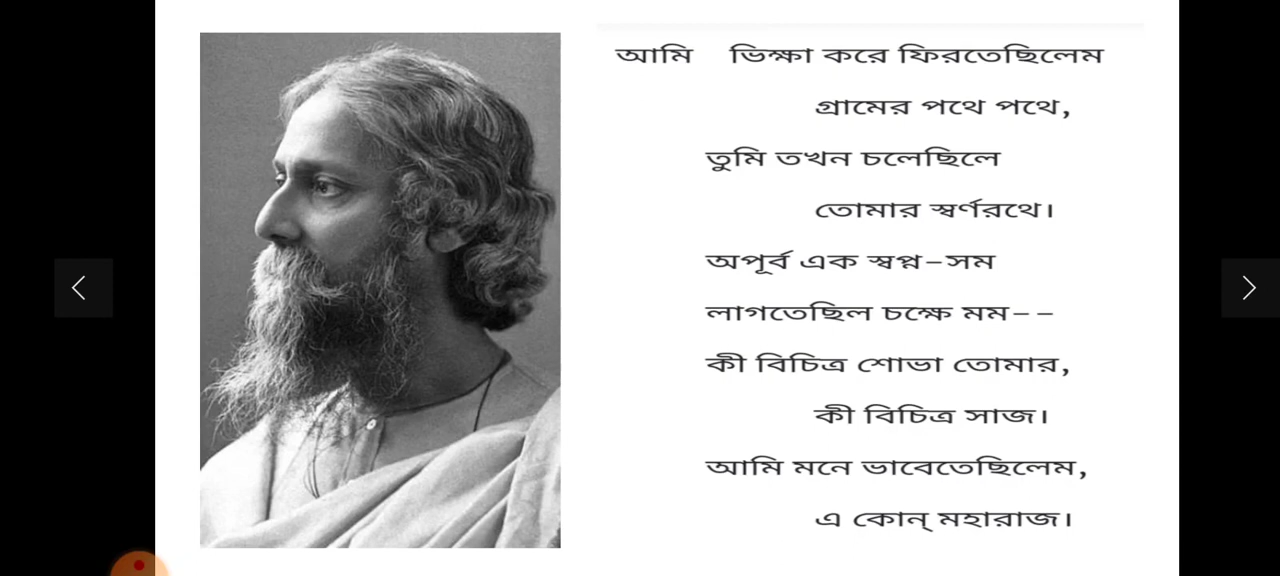 আমি ভিক্ষা করে ফিরতেছিলেম
গ্রামের পথে পথে,
তুমি তখন চলেছিলে
তোমার স্বর্ণরথে।
অপূর্ব এক স্বপ্ন-সম
লাগতেছিল চক্ষে মম--
কী বিচিত্র শোভা তোমার,
কী বিচিত্র সাজ।
আমি মনে ভাবেতেছিলেম,
এ কোন্ মহারাজ।